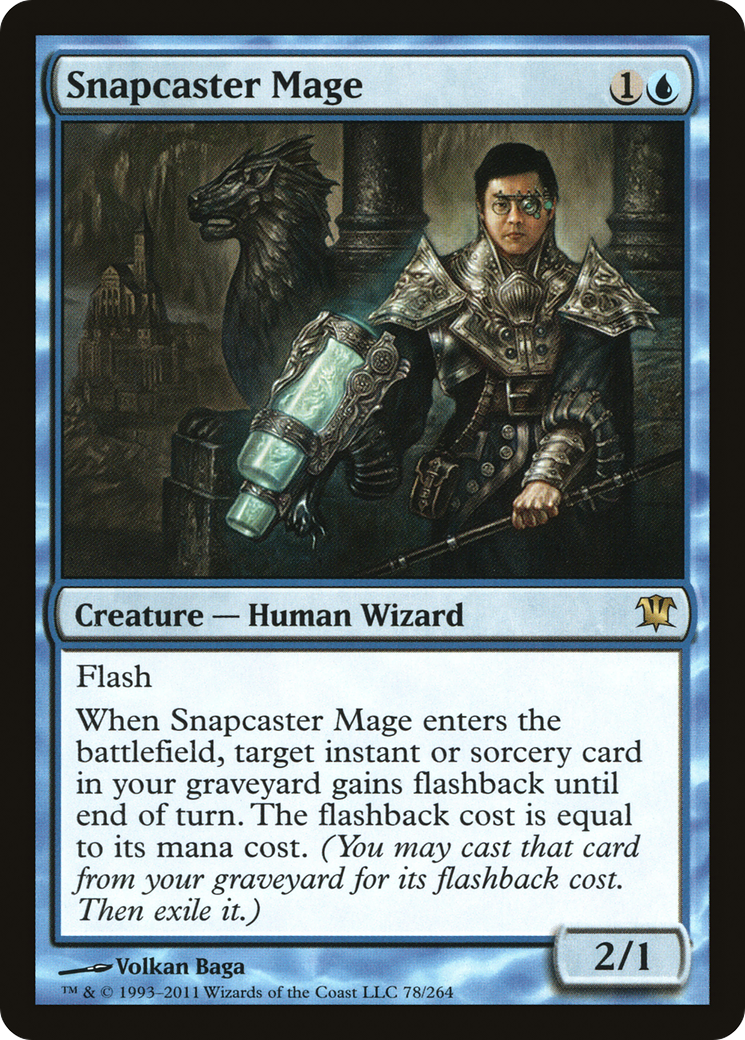 Snapcaster Mage 1
Creature — Human Wizard
Flash
When Snapcaster Mage enters the
battlefield, target instant or sorcery card
in your graveyard gains flashback until
end of turn. The flashback cost is equal
to its mana cost. (You may cast that card
from your graveyard for its flashback cost.
Then exile it.)
2/1
Volkan Baga
™ & © 1993–2011 Wizards of the Coast LLC 78/264